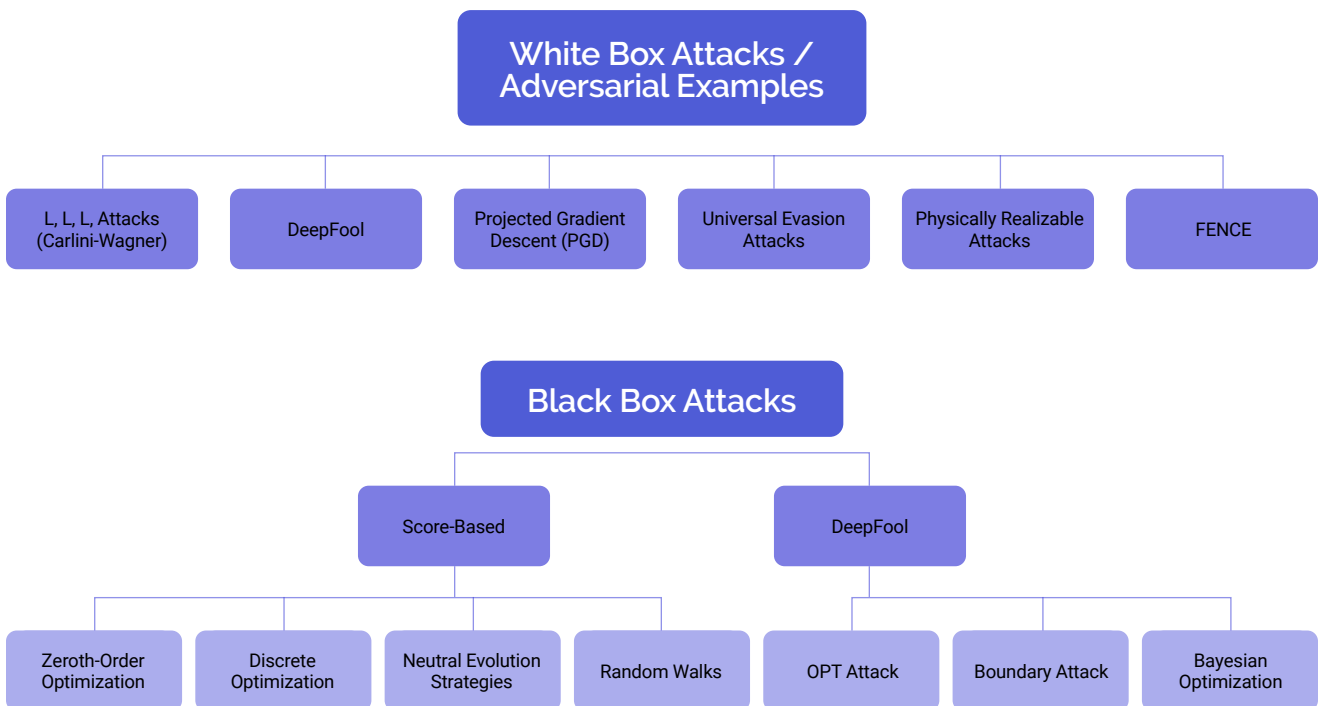 White Box Attacks /
Adversarial Examples
L, L, L, Attacks
(Carlini-Wagner)
DeepFool
Projected Gradient
Descent (PGD)
Universal Evasion
Attacks
Physically Realizable
Attacks
FENCE
Black Box Attacks
Score-Based
DeepFool
Zeroth-Order
Optimization
Discrete
Optimization
Neutral Evolution
Strategies
Random Walks
OPT Attack
Boundary Attack
Bayesian
Optimization